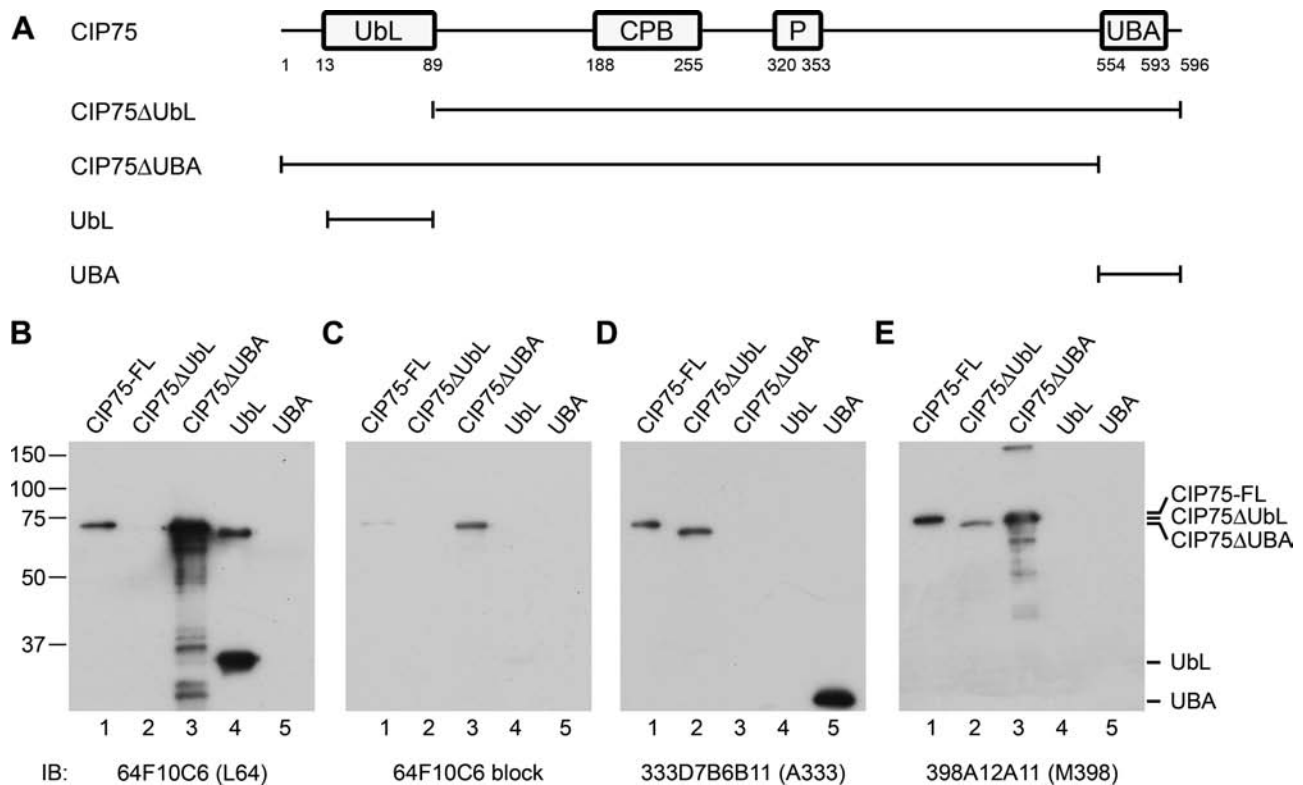 A CIP75 UbL CPB P UBA
1 13 89 188 255 320 353 554 593 596
CIP75ΔUbL
CIP75ΔUBA
UbL
UBA
B C D E
CIP75-FL CIP75ΔUbL CIP75ΔUBA UbL UBA
CIP75-FL CIP75ΔUbL CIP75ΔUBA UbL UBA
CIP75-FL CIP75ΔUbL CIP75ΔUBA UbL UBA
CIP75-FL CIP75ΔUbL CIP75ΔUBA UbL UBA
150
100
75
50
37
CIP75-FL
CIP75ΔUbL
CIP75ΔUBA
UbL
UBA
1 2 3 4 5 1 2 3 4 5 1 2 3 4 5 1 2 3 4 5
IB: 64F10C6 (L64) 64F10C6 block 333D7B6B11 (A333) 398A12A11 (M398)